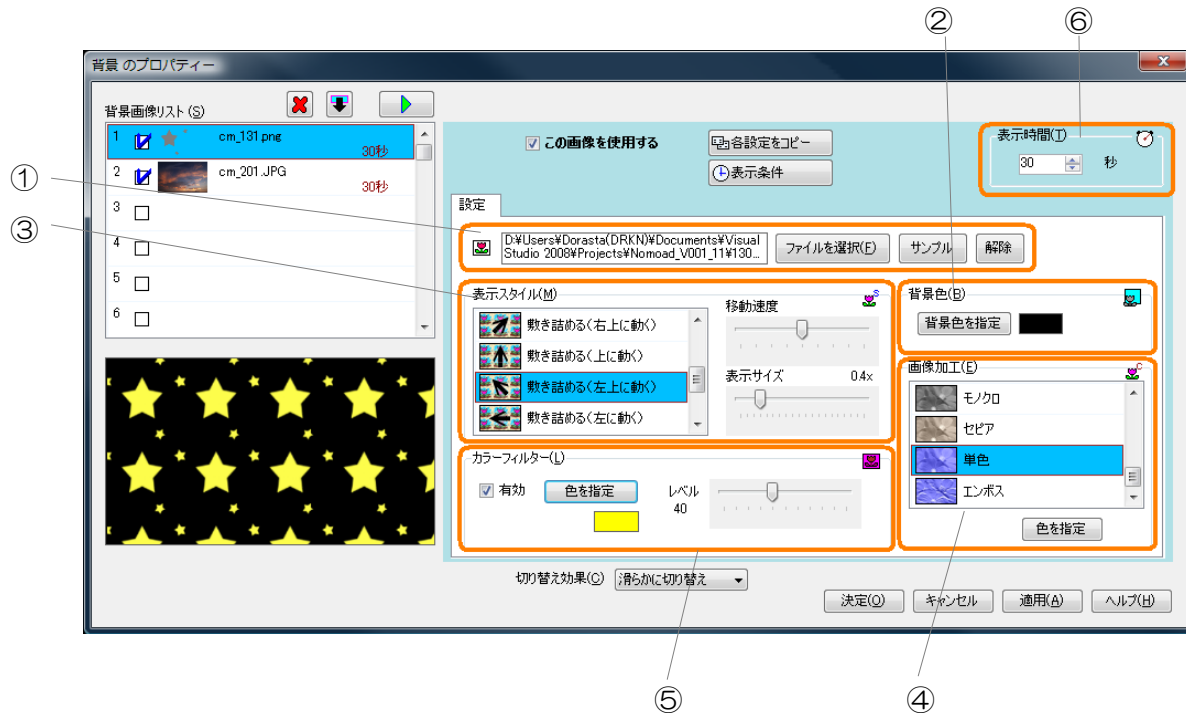 ② ⑥
背景 のプロパティー
背景画像リスト (S)
1 cm_131.png
30秒
2 cm_201.JPG
30秒
3
4
5
6
この画像を使用する
各設定をコピー
表示条件
表示時間(T)
30 秒
設定
①
③
D:¥Users¥Dorasta(DRKN)¥Documents¥Visual
Studio 2008¥Projects¥Nomoad_V001_11¥130...
ファイルを選択(F) サンプル 解除
表示スタイル(M)
敷き詰める(右上に動く)
敷き詰める(上に動く)
敷き詰める(左上に動く)
敷き詰める(左に動く)
移動速度
表示サイズ 0.4x
背景色(B)
背景色を指定
画像加工(E)
モノクロ
セピア
単色
エンボス
色を指定
カラーフィルター(L)
有効 色を指定 レベル
40
切り替え効果(C) 滑らかに切り替え
決定(O) キャンセル 適用(A) ヘルプ(H)
⑤ ④